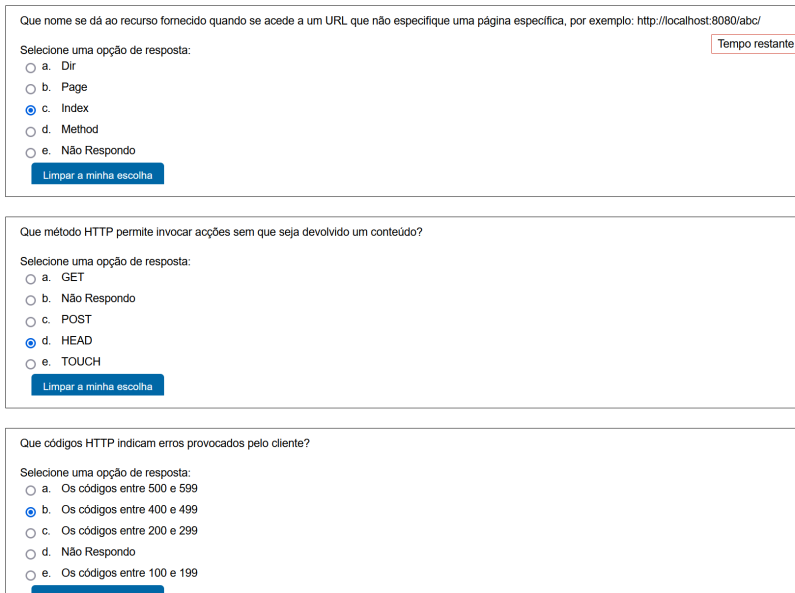 Que nome se dá ao recurso fornecido quando se acede a um URL que não especifique uma página específica, por exemplo: http://localhost:8080/abc/
Tempo restante
Selecione uma opção de resposta:
a. Dir
b. Page
c. Index
d. Method
e. Não Respondo
Limpar a minha escolha
Que método HTTP permite invocar acções sem que seja devolvido um conteúdo?
Selecione uma opção de resposta:
a. GET
b. Não Respondo
c. POST
d. HEAD
e. TOUCH
Limpar a minha escolha
Que códigos HTTP indicam erros provocados pelo cliente?
Selecione uma opção de resposta:
a. Os códigos entre 500 e 599
b. Os códigos entre 400 e 499
c. Os códigos entre 200 e 299
d. Não Respondo
e. Os códigos entre 100 e 199